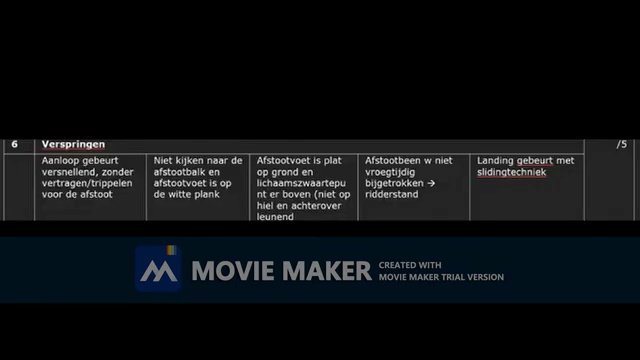 6 Verspringen /5
Aanloop gebeurt
versnellend, zonder
vertragen/trippelen
voor de afstoot
Niet kijken naar de
afstootbalk en
afstootvoet is op
de witte plank
Afstootvoet is plat
op grond en
lichaamszwaartepu
nt er boven (niet op
hiel en achterover
leunend
Afstootbeen w niet
vroegtijdig
bijgetrokken →
ridderstand
Landing gebeurt met
slidingtechniek
MOVIE MAKER
CREATED WITH
MOVIE MAKER TRIAL VERSION